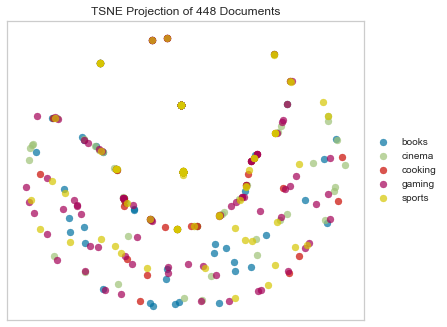 TSNE Projection of 448 Documents
books
cinema
cooking
gaming
sports